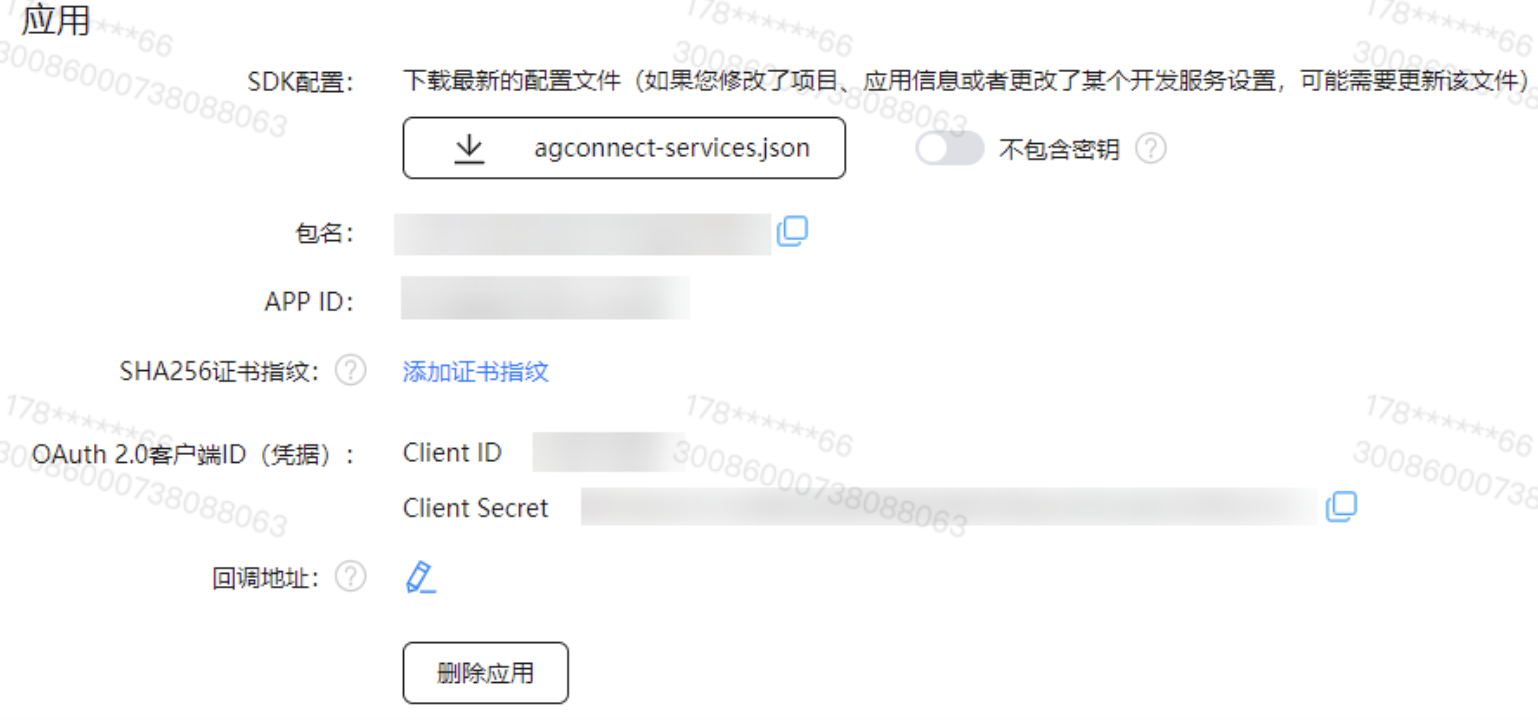 应用
SDK配置： 下载最新的配置文件（如果您修改了项目、应用信息或者更改了某个开发服务设置，可能需要更新该文件）
agconnect-services.json 不包含密钥 ?
包名：
APP ID：
SHA256证书指纹： ? 添加证书指纹
OAuth 2.0客户端ID（凭据）： Client ID
Client Secret
回调地址： ?
删除应用
178******66
30086000738088063
178******66
30086000738088063
178******66
178******66
30086000738088063
178******66
30086000738088063
178******66